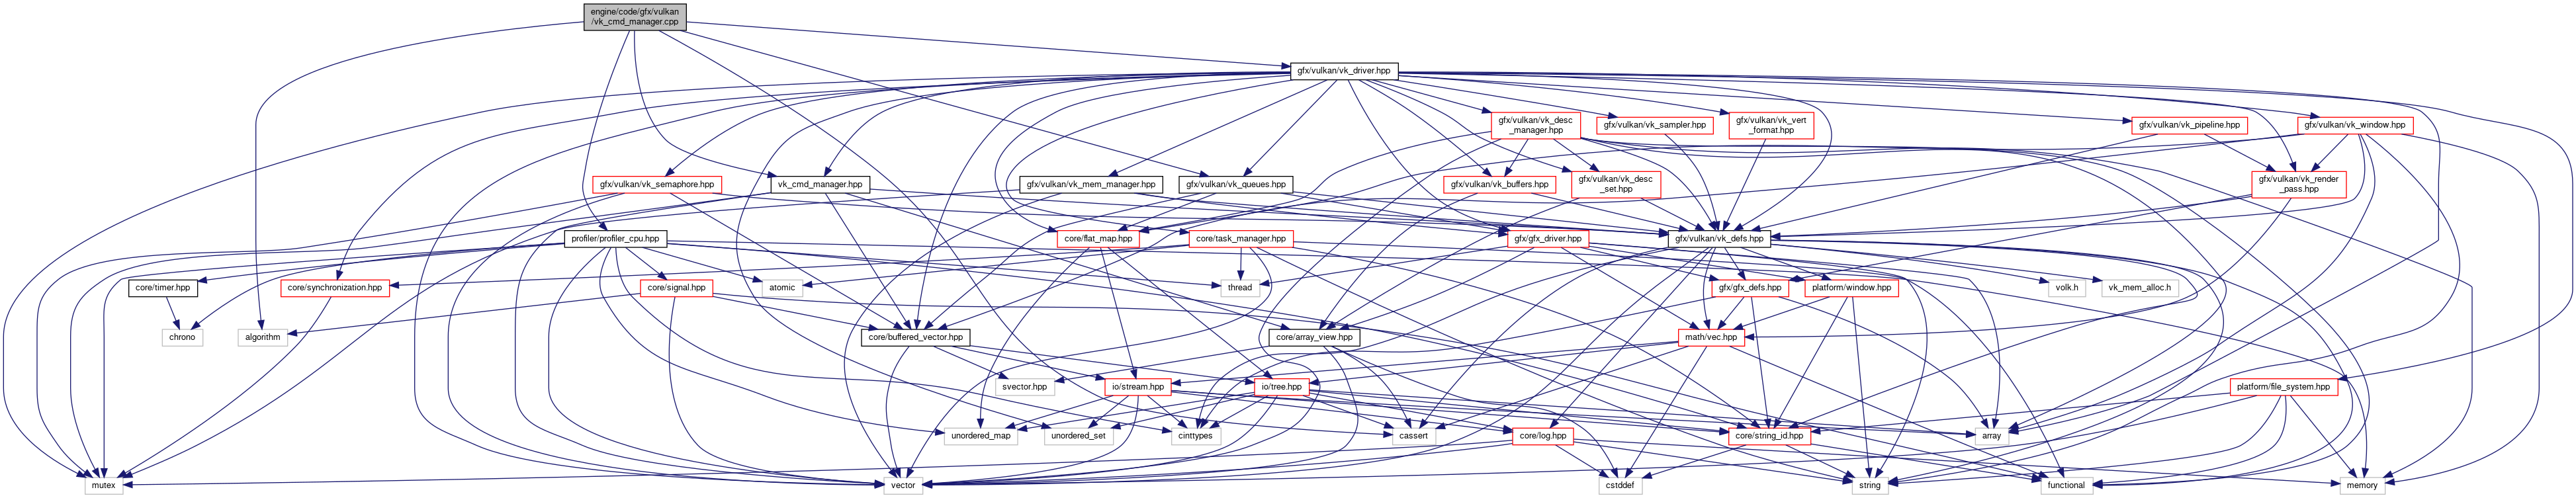 engine/code/gfx/vulkan
/vk_cmd_manager.cpp
gfx/vulkan/vk_driver.hpp
gfx/vulkan/vk_desc
_manager.hpp
gfx/vulkan/vk_sampler.hpp
gfx/vulkan/vk_vert
_format.hpp
gfx/vulkan/vk_pipeline.hpp
gfx/vulkan/vk_window.hpp
gfx/vulkan/vk_semaphore.hpp
vk_cmd_manager.hpp
gfx/vulkan/vk_mem_manager.hpp
gfx/vulkan/vk_queues.hpp
gfx/vulkan/vk_buffers.hpp
gfx/vulkan/vk_desc
_set.hpp
gfx/vulkan/vk_render
_pass.hpp
profiler/profiler_cpu.hpp
core/flat_map.hpp
core/task_manager.hpp
gfx/gfx_driver.hpp
gfx/vulkan/vk_defs.hpp
core/timer.hpp
core/synchronization.hpp
core/signal.hpp
atomic
thread
gfx/gfx_defs.hpp
platform/window.hpp
volk.h
vk_mem_alloc.h
chrono
algorithm
core/buffered_vector.hpp
core/array_view.hpp
math/vec.hpp
svector.hpp
io/stream.hpp
io/tree.hpp
platform/file_system.hpp
unordered_map
unordered_set
cinttypes
cassert
core/log.hpp
core/string_id.hpp
array
mutex
vector
cstddef
string
functional
memory